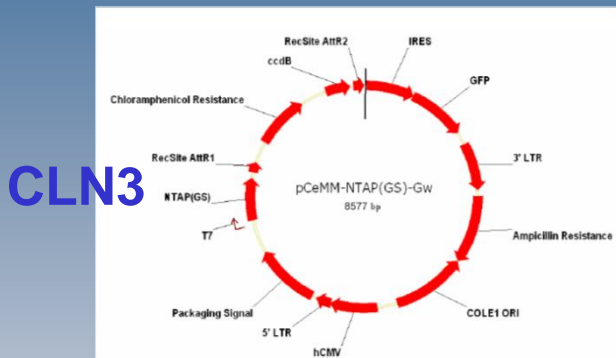 RecSite AttR2
IRES
ccdB
GFP
Chloramphenicol Resistance
3' LTR
RecSite AttR1
CLN3
NTAP(GS)
pCeMM-NTAP(GS)-Gw
8577 bp
T7
Ampicillin Resistance
Packaging Signal
COLE1 ORI
5' LTR
hCMV